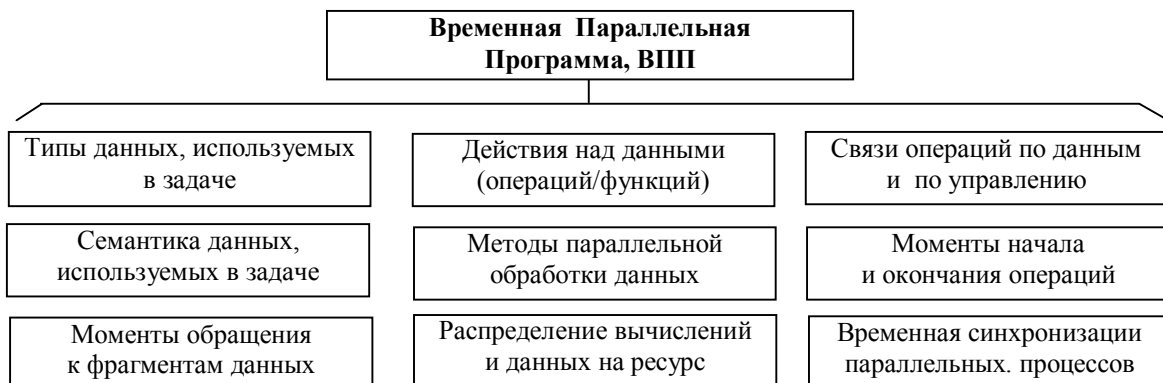 Временная Параллельная
Программа, ВПП
Типы данных, используемых
в задаче
Действия над данными
(операций/функций)
Связи операций по данным
и по управлению
Семантика данных,
используемых в задаче
Методы параллельной
обработки данных
Моменты начала
и окончания операций
Моменты обращения
к фрагментам данных
Распределение вычислений
и данных на ресурс
Временная синхронизации
параллельных. процессов